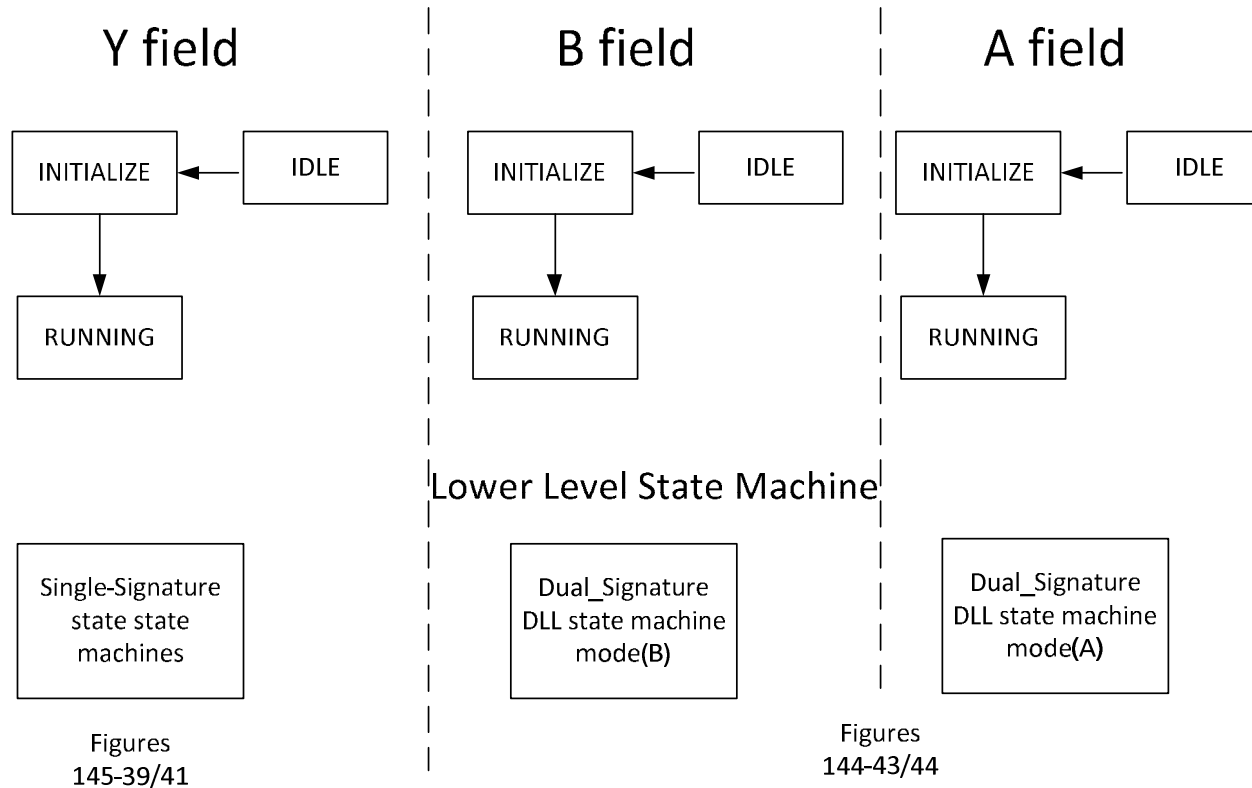 Y field
B field
A field
INITIALIZE
IDLE
INITIALIZE
IDLE
INITIALIZE
IDLE
RUNNING
RUNNING
RUNNING
Lower Level State Machine
Single-Signature
state state
machines
Dual_Signature
DLL state machine
mode(B)
Dual_Signature
DLL state machine
mode(A)
Figures
145-39/41
Figures
144-43/44